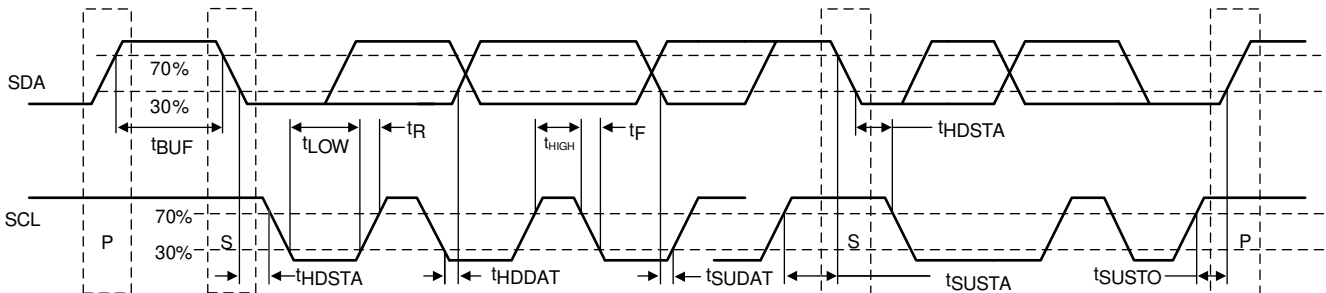 SDA
70%
30%
tBUF
tLOW
tR
tHIGH
tF
tHDSTA
SCL
70%
30%
P
S
S
P
tHDSTA
tHDDAT
tSUDAT
tSUSTA
tSUSTO